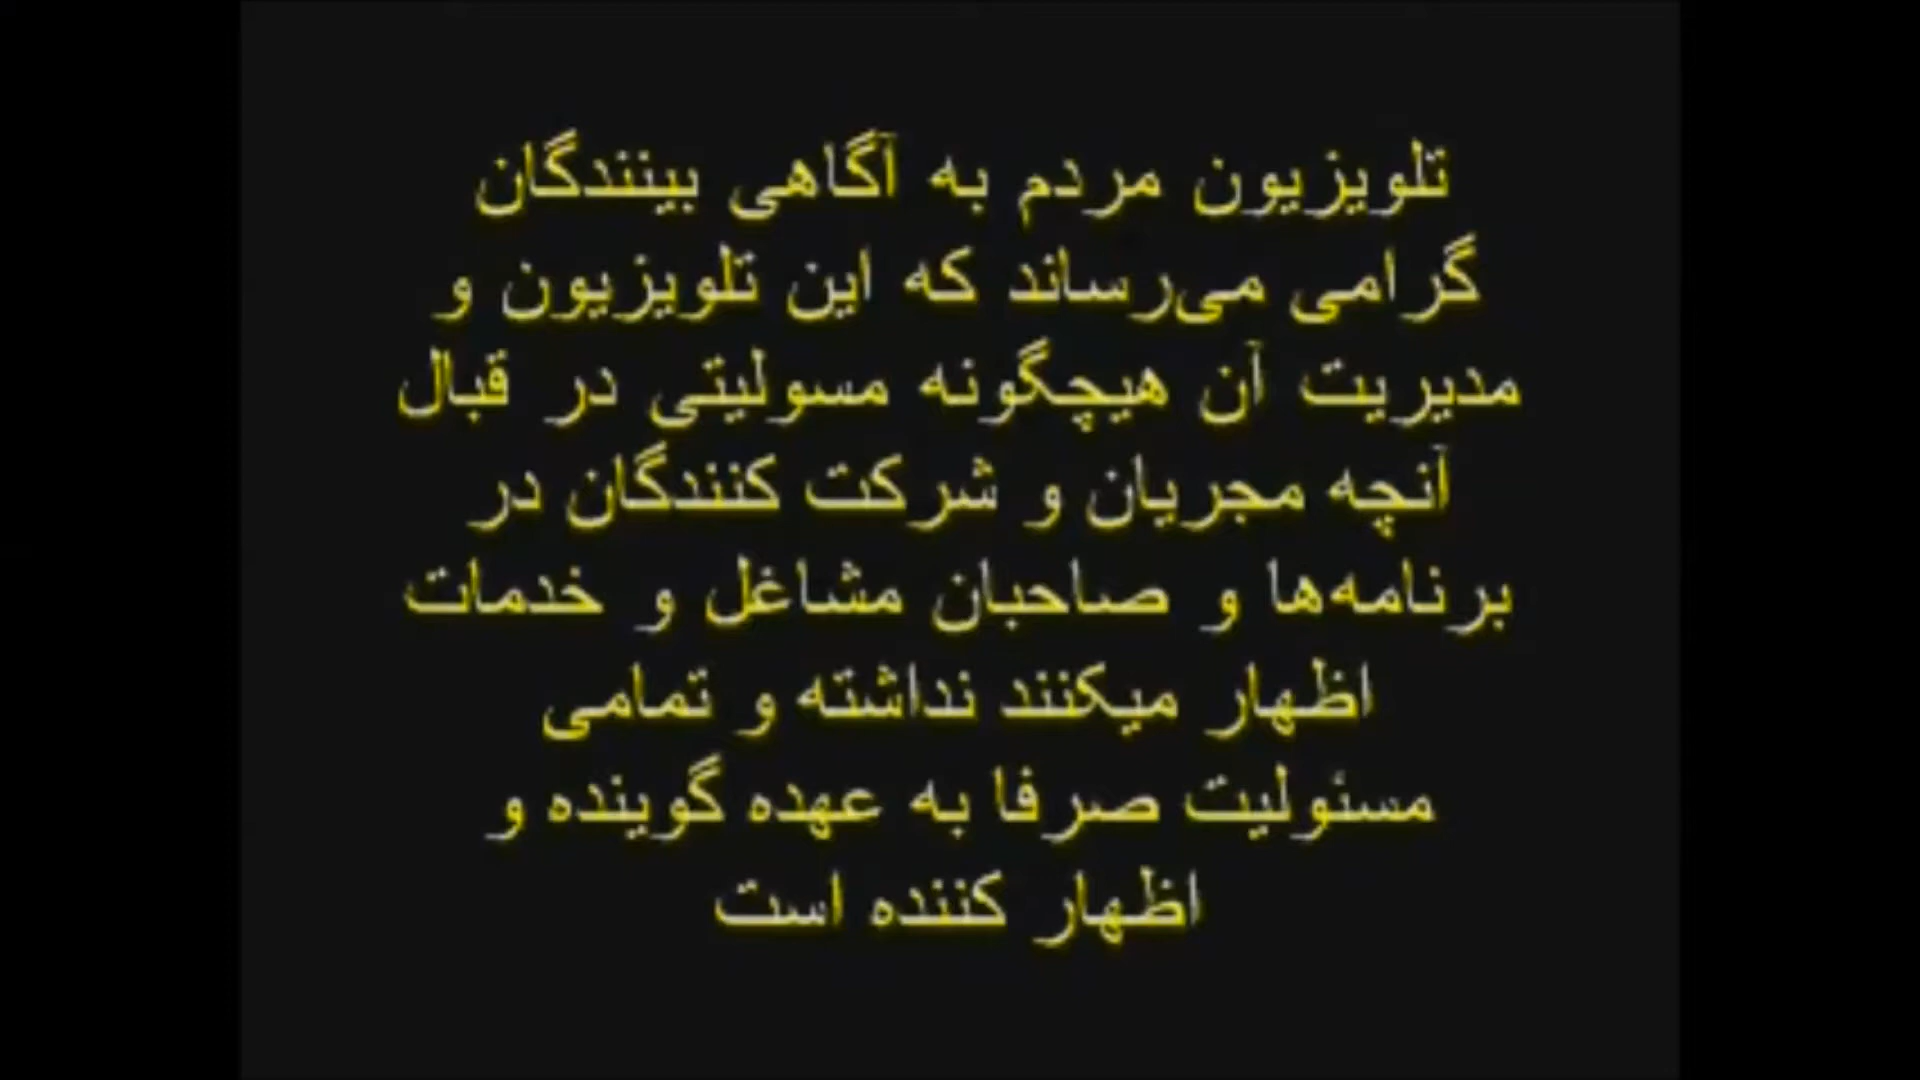 تلویزیون مردم به آگاهی بینندگان
گرامی می‌رساند که این تلویزیون و
مدیریت آن هیچگونه مسولیتی در قبال
آنچه مجریان و شرکت کنندگان در
برنامه‌ها و صاحبان مشاغل و خدمات
اظهار میکنند نداشته و تمامی
مسئولیت صرفا به عهده گوینده و
اظهار کننده است